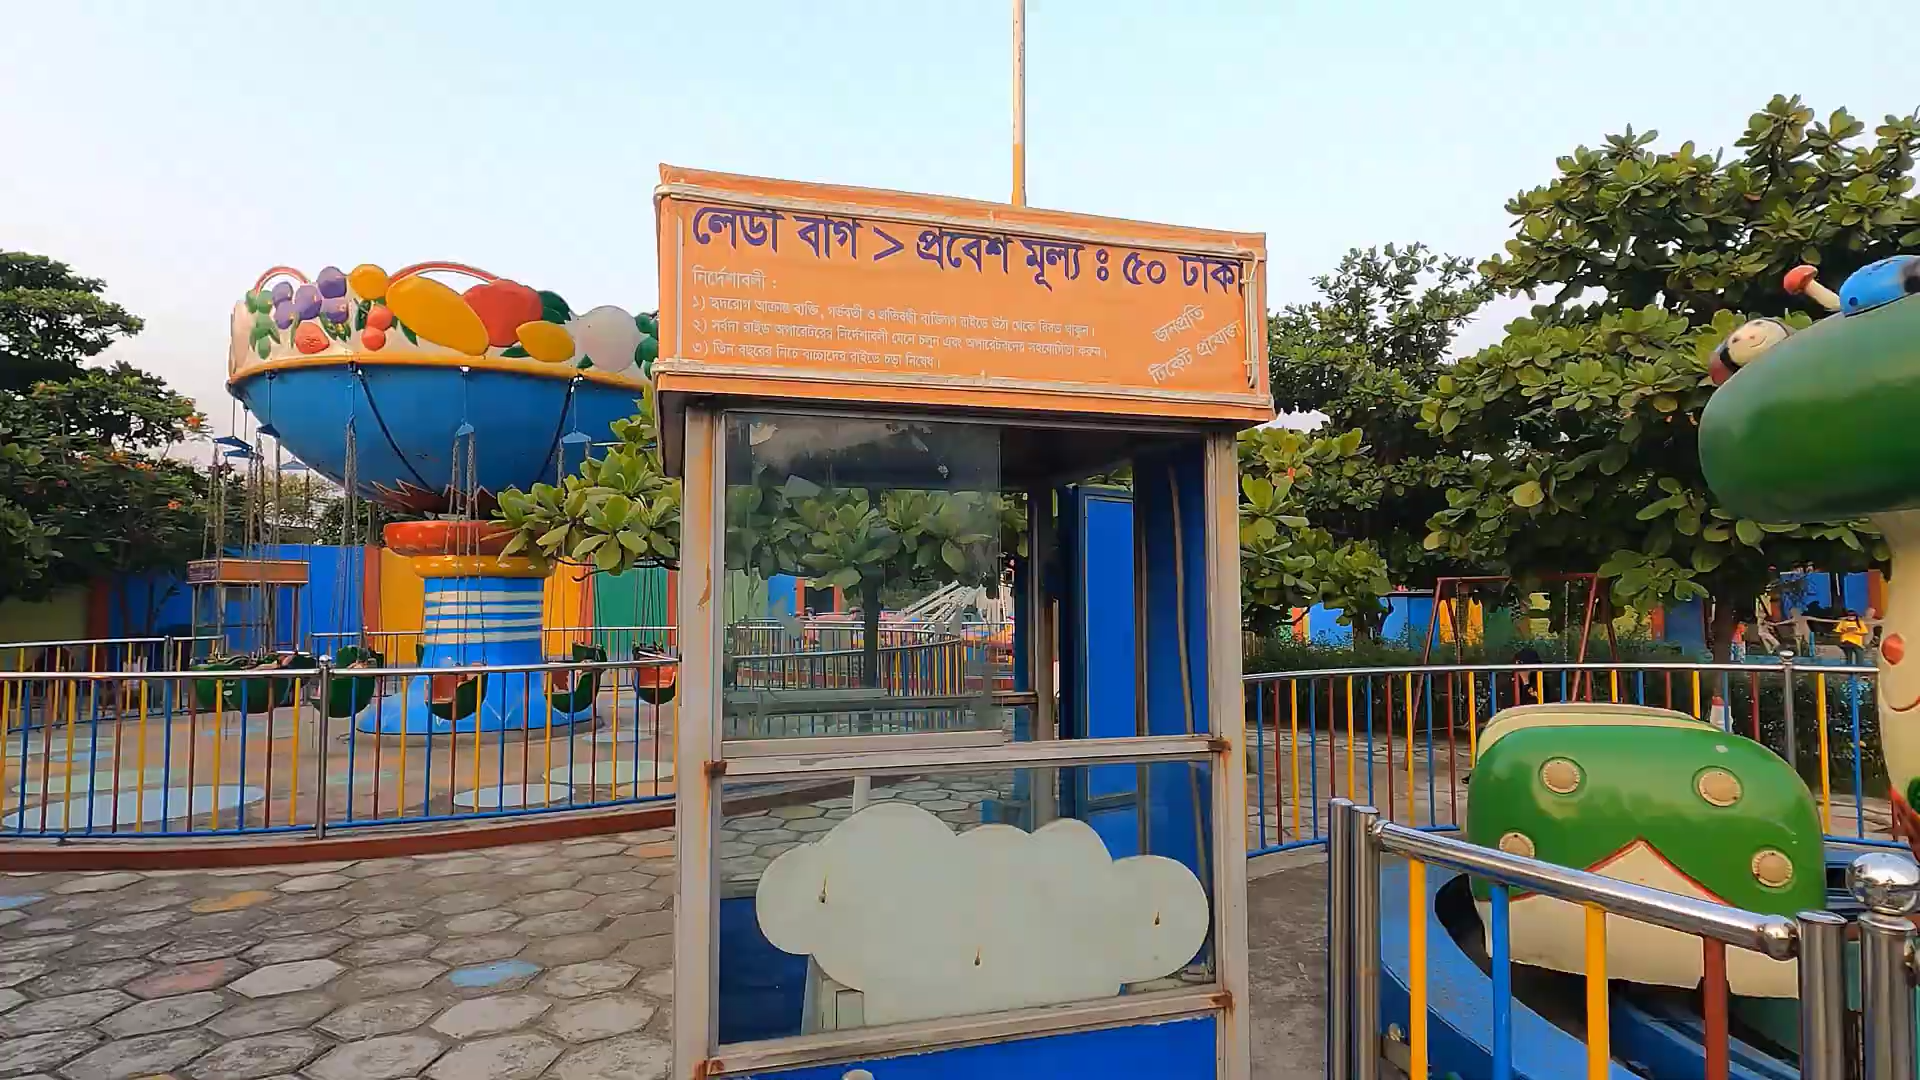 লেডী বাগ > প্রবেশ মূল্য ঃ ৫০ টাকা
নির্দেশাবলী :
১) হৃদরোগ আক্রান্ত ব্যক্তি, গর্ভবতী ও প্রতিবন্ধী ব্যক্তিগণ রাইডে উঠা থেকে বিরত থাকুন।
২) সর্বদা রাইড অপারেটরের নির্দেশাবলী মেনে চলুন এবং অপারেটরদের সহযোগিতা করুন।
৩) তিন বছরের নিচে বাচ্চাদের রাইডে চড়া নিষেধ।
জনপ্রতি
টিকেট প্রযোজ্য